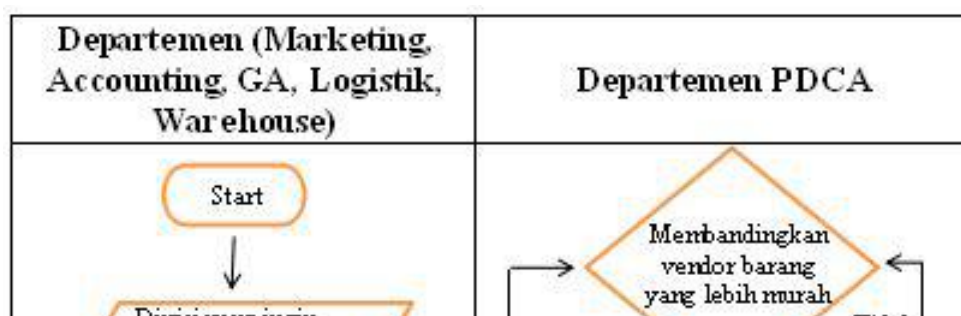 Departemen (Marketing,
Accounting, GA, Logistik,
Warehouse)
Departemen PDCA
Start
Membandingkan
vendor barang
yang lebih murah